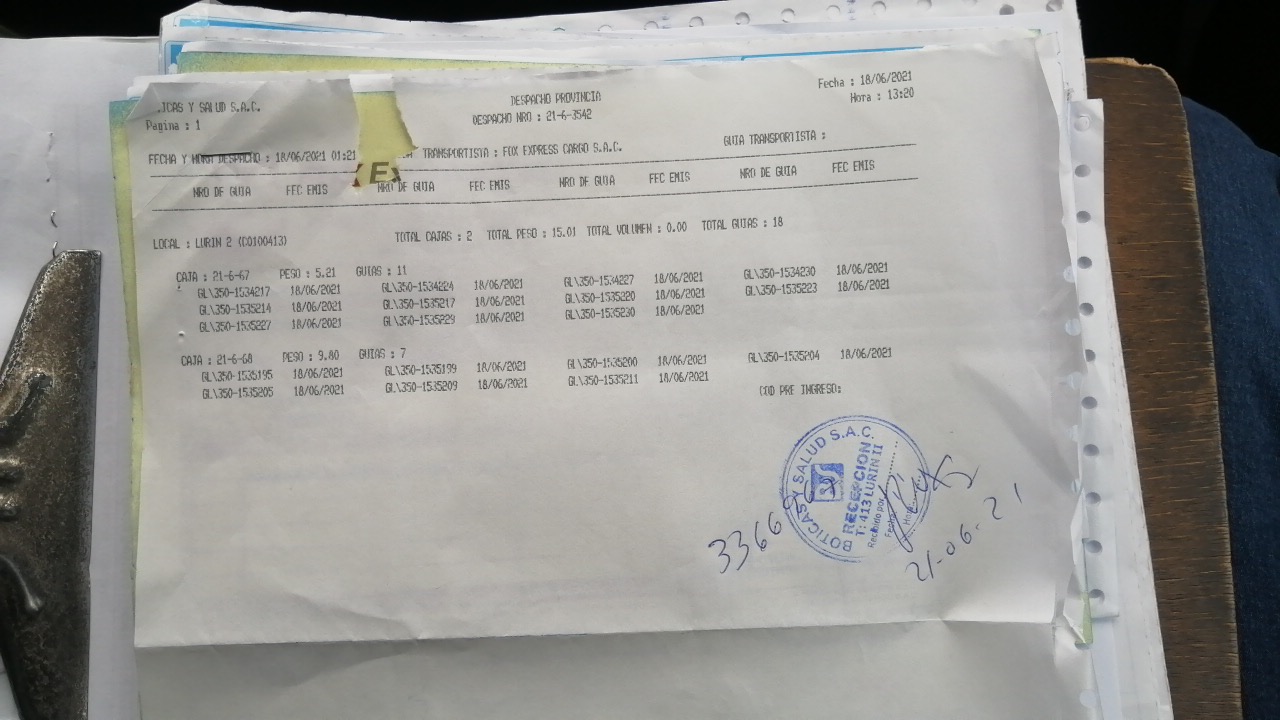 .ICAS Y SALUD S.A.C.
Pagina : 1
DESPACHO PROVINCIA
DESPACHO NRO : 21-6-3542
Fecha : 18/06/2021
Hora : 13:20
FECHA Y HORA DESPACHO : 18/06/2021 01:21 TRANSPORTISTA : FOX EXPRESS CARGO S.A.C. GUIA TRANSPORTISTA :
NRO DE GUIA FEC EMIS NRO DE GUIA FEC EMIS NRO DE GUIA FEC EMIS NRO DE GUIA FEC EMIS
LOCAL : LURIN 2 (C0100413) TOTAL CAJAS : 2 TOTAL PESO : 15.01 TOTAL VOLUMEN : 0.00 TOTAL GUIAS : 18
CAJA : 21-6-67 PESO : 5.21 GUIAS : 11
GL\350-1534217 18/06/2021 GL\350-1534224 18/06/2021 GL\350-1534227 18/06/2021 GL\350-1534230 18/06/2021
GL\350-1535214 18/06/2021 GL\350-1535217 18/06/2021 GL\350-1535220 18/06/2021 GL\350-1535223 18/06/2021
GL\350-1535227 18/06/2021 GL\350-1535229 18/06/2021 GL\350-1535230 18/06/2021
CAJA : 21-6-68 PESO : 9.80 GUIAS : 7
GL\350-1535195 18/06/2021 GL\350-1535199 18/06/2021 GL\350-1535200 18/06/2021 GL\350-1535204 18/06/2021
GL\350-1535205 18/06/2021 GL\350-1535209 18/06/2021 GL\350-1535211 18/06/2021
COD PRE INGRESO:
BOTICAS Y SALUD S.A.C.
RECEPCION
T: 413 LURIN II
Recibido por
Fecha:
Hora
21-06-21